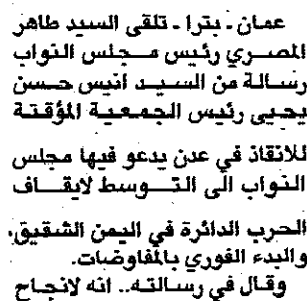 عمان ـ بترا ـ تلقى السيد طاهر
المصري رئيس مجلس النواب
رسالة من السيد انيس حسن
يحيى رئيس الجمعية المؤقتة
للانقاذ في عدن يدعو فيها مجلس
النواب الى التوسط لايقاف
الحرب الدائرة في اليمن الشقيق،
والبدء الفوري بالمفاوضات.
وقال في رسالته.. انه لانجاح